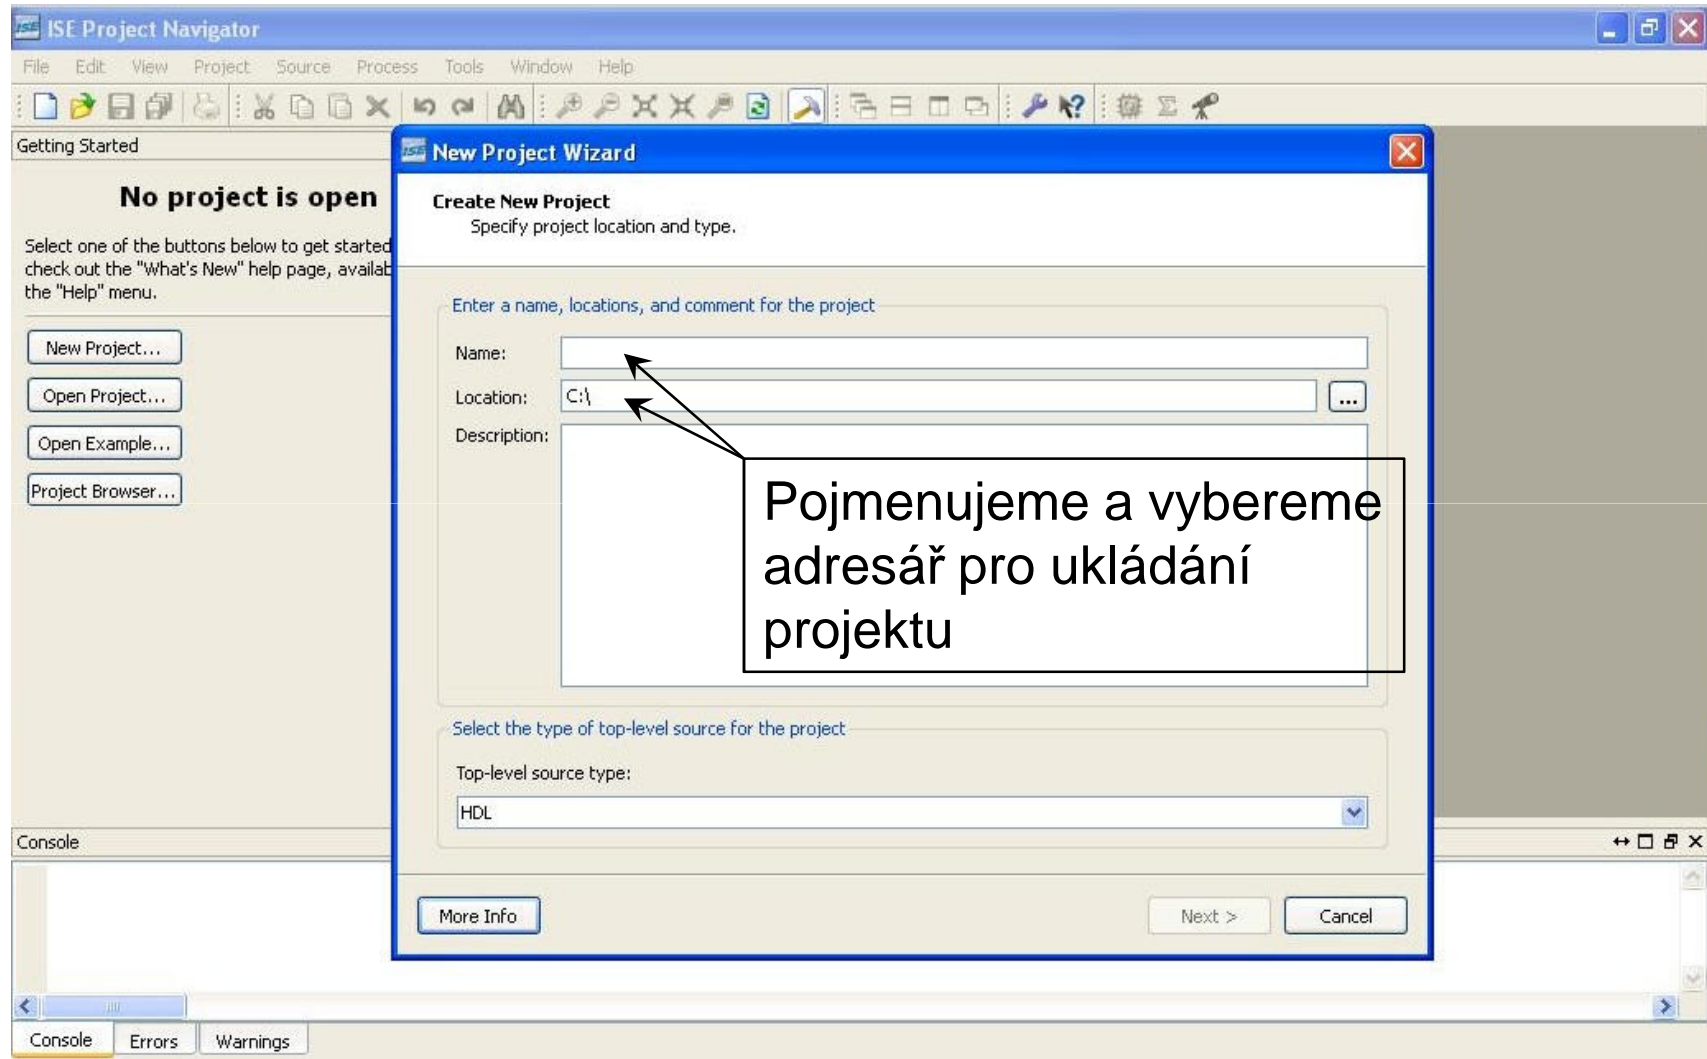 ISE Project Navigator
File Edit View Project Source Process Tools Window Help
Getting Started
No project is open
Select one of the buttons below to get started
check out the "What's New" help page, availab
the "Help" menu.
New Project...
Open Project...
Open Example...
Project Browser...
ISE New Project Wizard
Create New Project
Specify project location and type.
Enter a name, locations, and comment for the project
Name:
Location: C:\ ...
Description:
Pojmenujeme a vybereme
adresář pro ukládání
projektu
Select the type of top-level source for the project
Top-level source type:
HDL
More Info Next > Cancel
Console
Console Errors Warnings